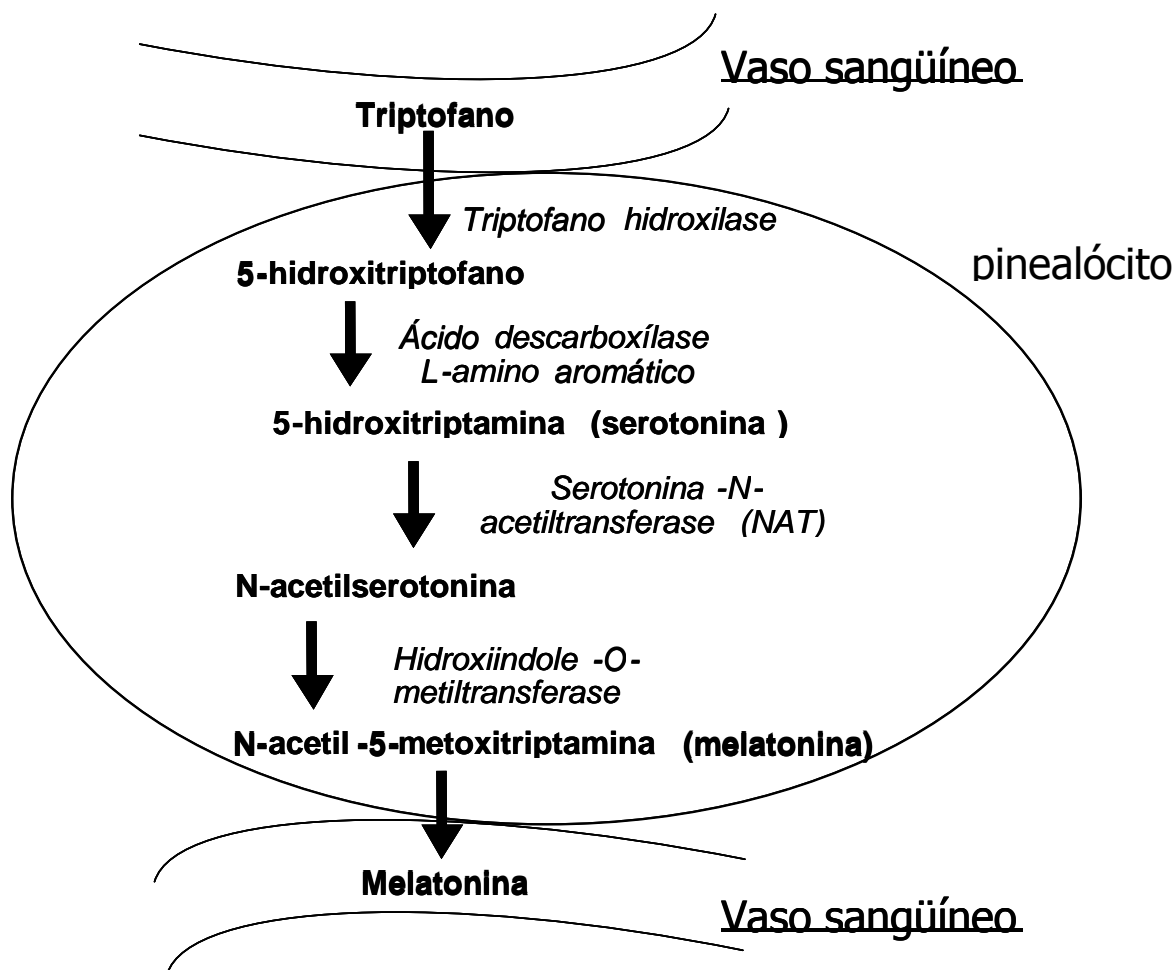 Vaso sangüíneo
Triptofano
Triptofano hidroxilase
5-hidroxitriptofano
pinealócito
Ácido descarboxílase
L-amino aromático
5-hidroxitriptamina (serotonina )
Serotonina -N-
acetiltransferase (NAT)
N-acetilserotonina
Hidroxiindole -O-
metiltransferase
N-acetil -5-metoxitriptamina (melatonina)
Melatonina
Vaso sangüíneo